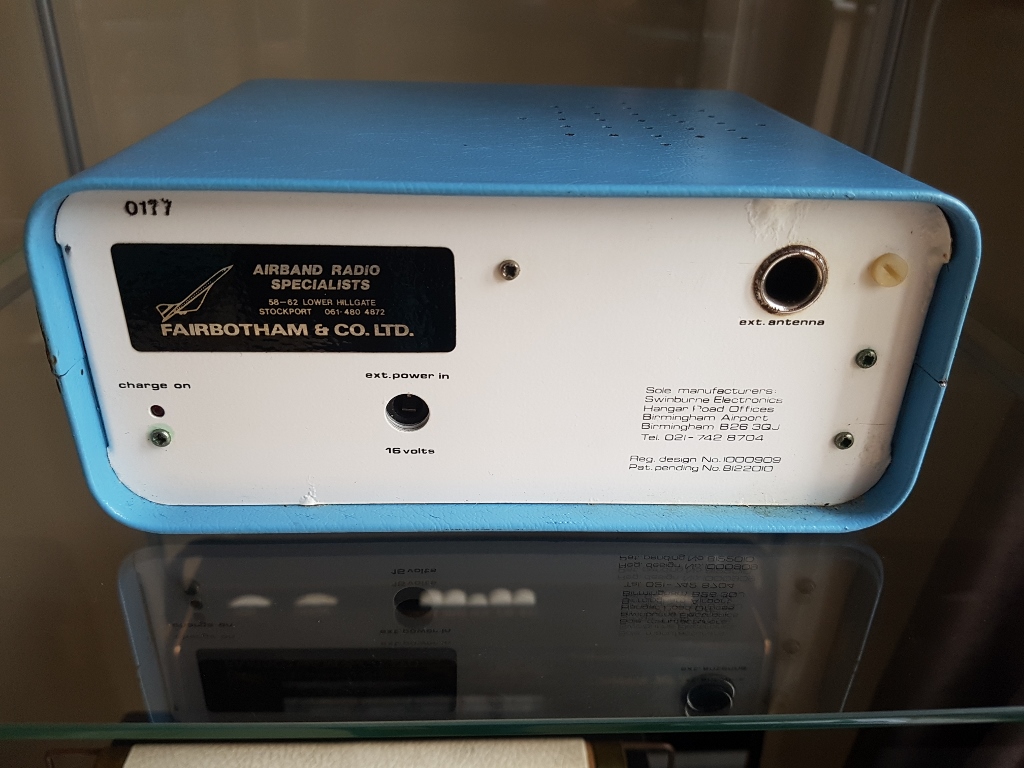 0177
AIRBAND RADIO
SPECIALISTS
58-62 LOWER HILLGATE
STOCKPORT 061-480 4872
FAIRBOTHAM & CO. LTD.
charge on
ext.power in
16 volts
ext.antenna
Sole manufacturers:
Swinburne Electronics
Hangar Road Offices
Birmingham Airport
Birmingham B26 3QJ
Tel. 021-742 8704
Reg. design No. 1000909
Pat. pending No. 8122010